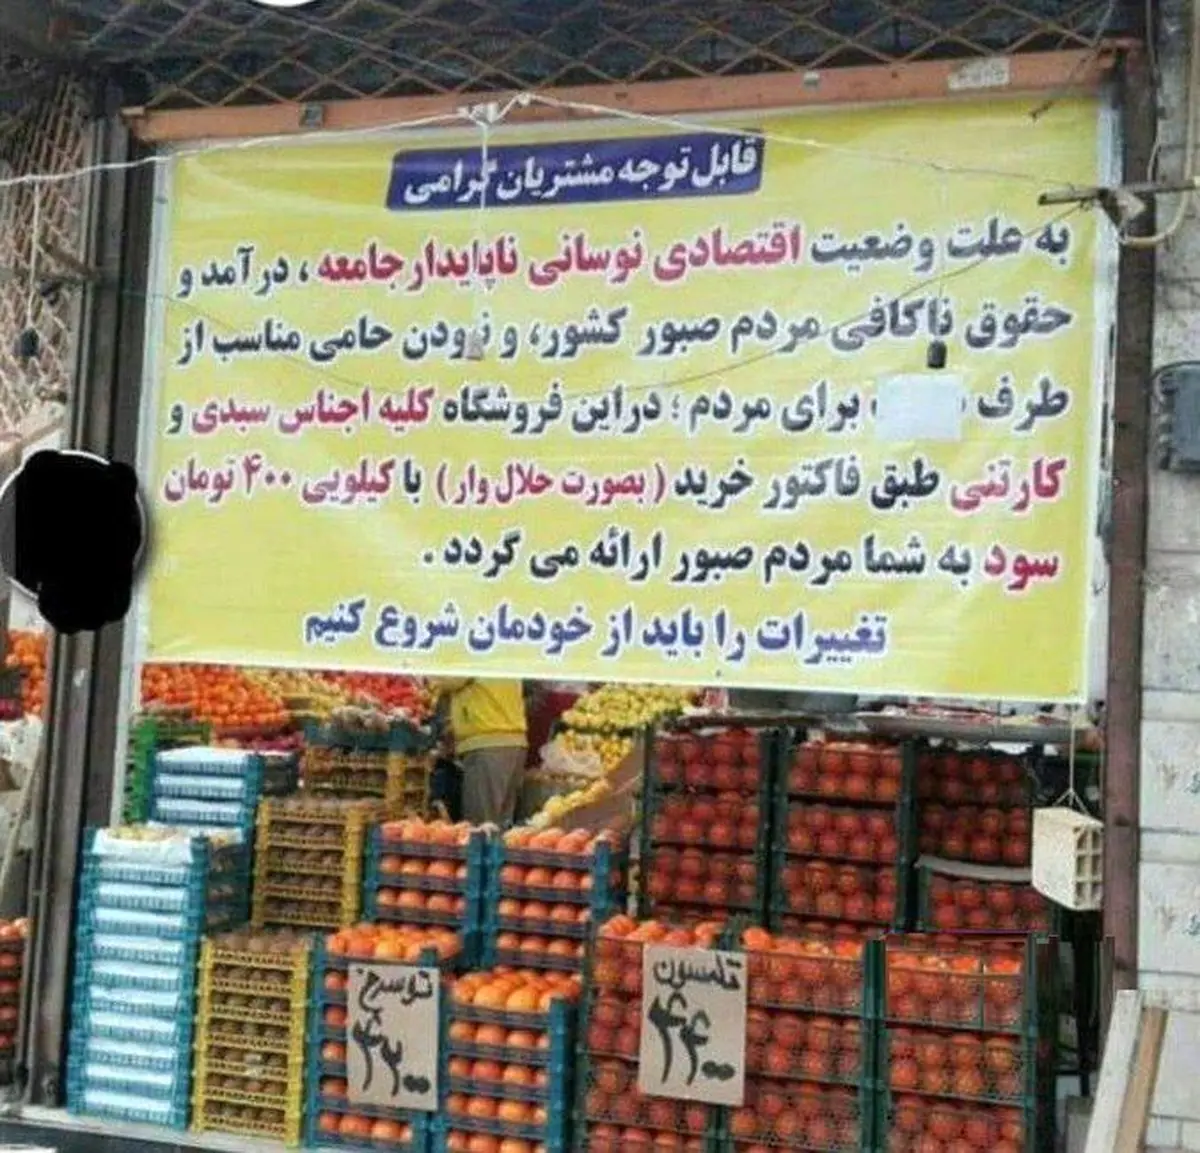 قابل توجه مشتریان گرامی
به علت وضعیت اقتصادی نوسانی ناپایدار جامعه ، درآمد و
حقوق ناکافی مردم صبور کشور، و نبودن حامی مناسب از
طرف برای مردم ؛ دراین فروشگاه کلیه اجناس سبدی و
کارتنی طبق فاکتور خرید ( بصورت حلال وار ) با کیلویی ۴۰۰ تومان
سود به شما مردم صبور ارائه می گردد .
تغییرات را باید از خودمان شروع کنیم
تامسون
۴۴۰۰
توسرخ
۴۲۰۰